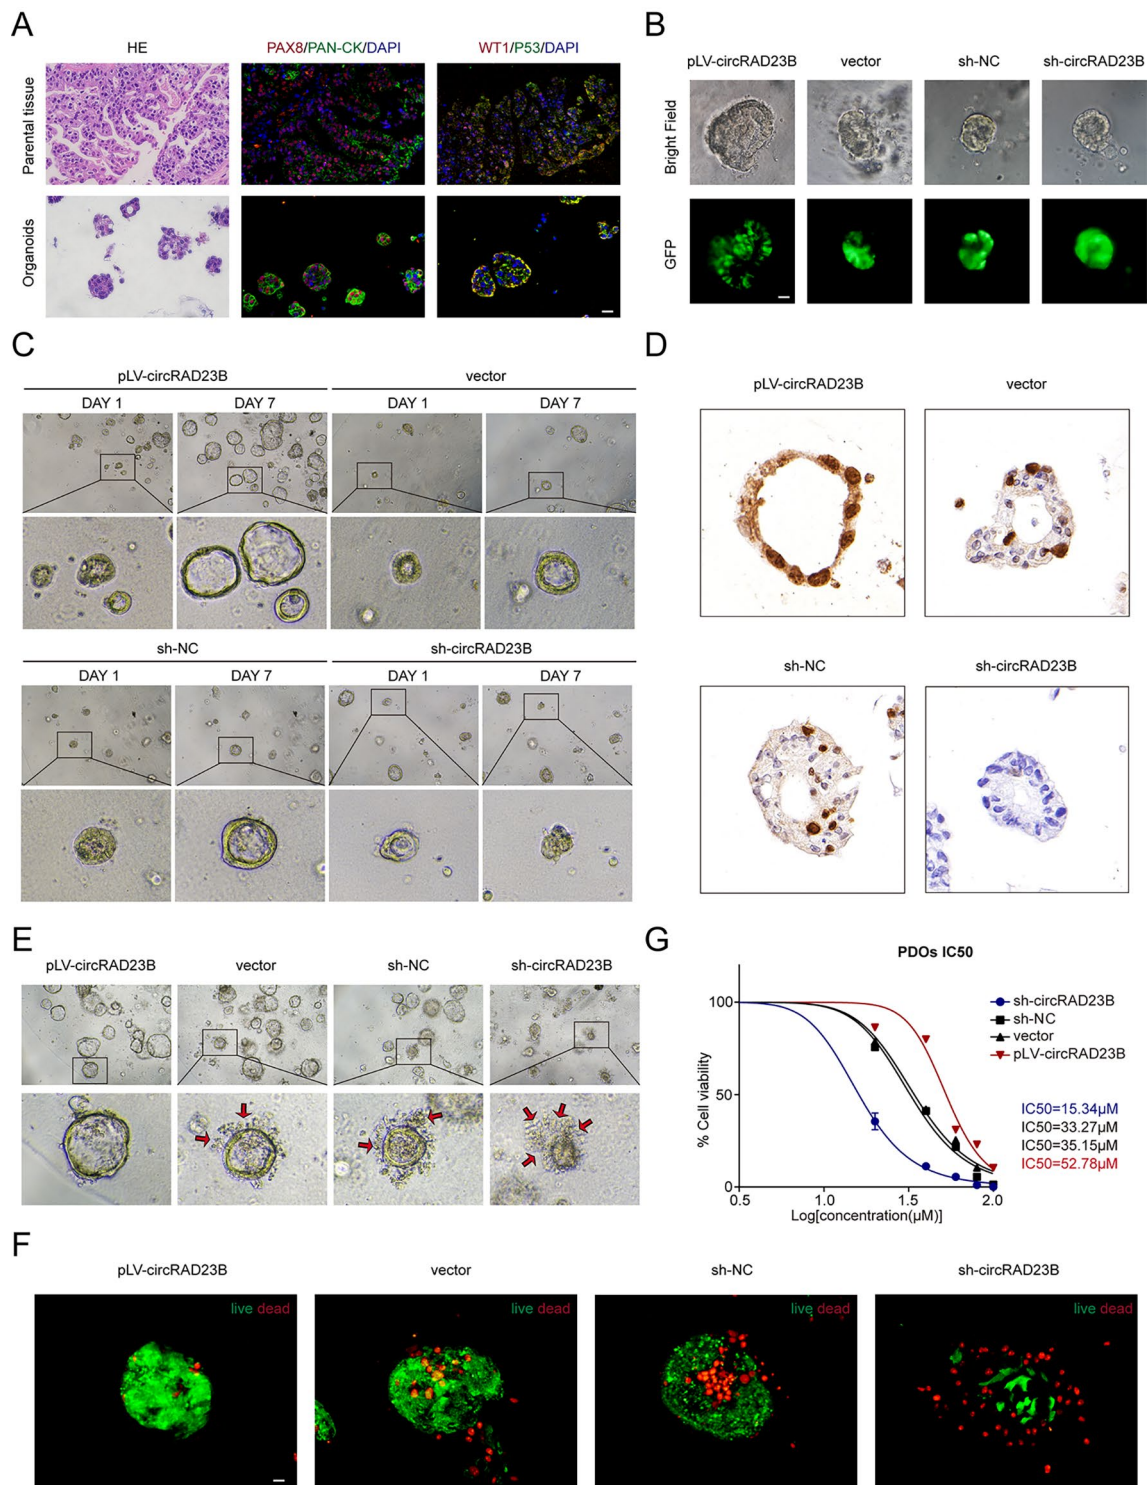 A
HE
PAX8/PAN-CK/DAPI
WT1/P53/DAPI
Parental tissue
Organoids
B
pLV-circRAD23B
vector
sh-NC
sh-circRAD23B
Bright Field
GFP
C
pLV-circRAD23B
vector
DAY 1
DAY 7
DAY 1
DAY 7
sh-NC
sh-circRAD23B
DAY 1
DAY 7
DAY 1
DAY 7
D
pLV-circRAD23B
vector
sh-NC
sh-circRAD23B
E
pLV-circRAD23B
vector
sh-NC
sh-circRAD23B
G
PDOs IC50
% Cell viability
100
50
0
0.5
1.0
1.5
2.0
Log[concentration(μM)]
sh-circRAD23B
sh-NC
vector
pLV-circRAD23B
IC50=15.34μM
IC50=33.27μM
IC50=35.15μM
IC50=52.78μM
F
pLV-circRAD23B
vector
sh-NC
sh-circRAD23B
live dead
live dead
live dead
live dead